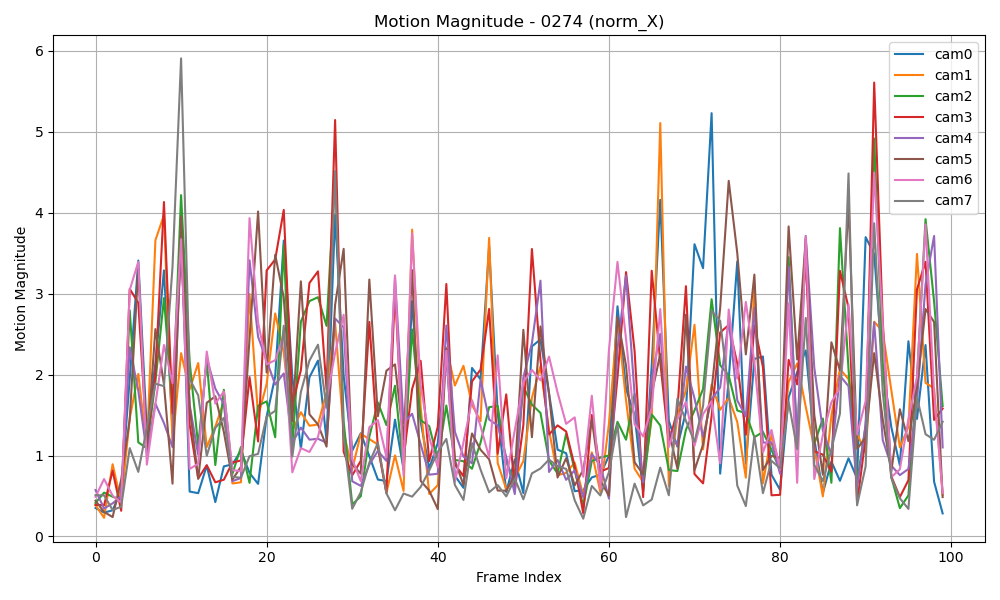 Motion Magnitude - 0274 (norm_X)
Motion Magnitude
6
5
4
3
2
1
0
0
20
40
60
80
100
Frame Index
cam0
cam1
cam2
cam3
cam4
cam5
cam6
cam7